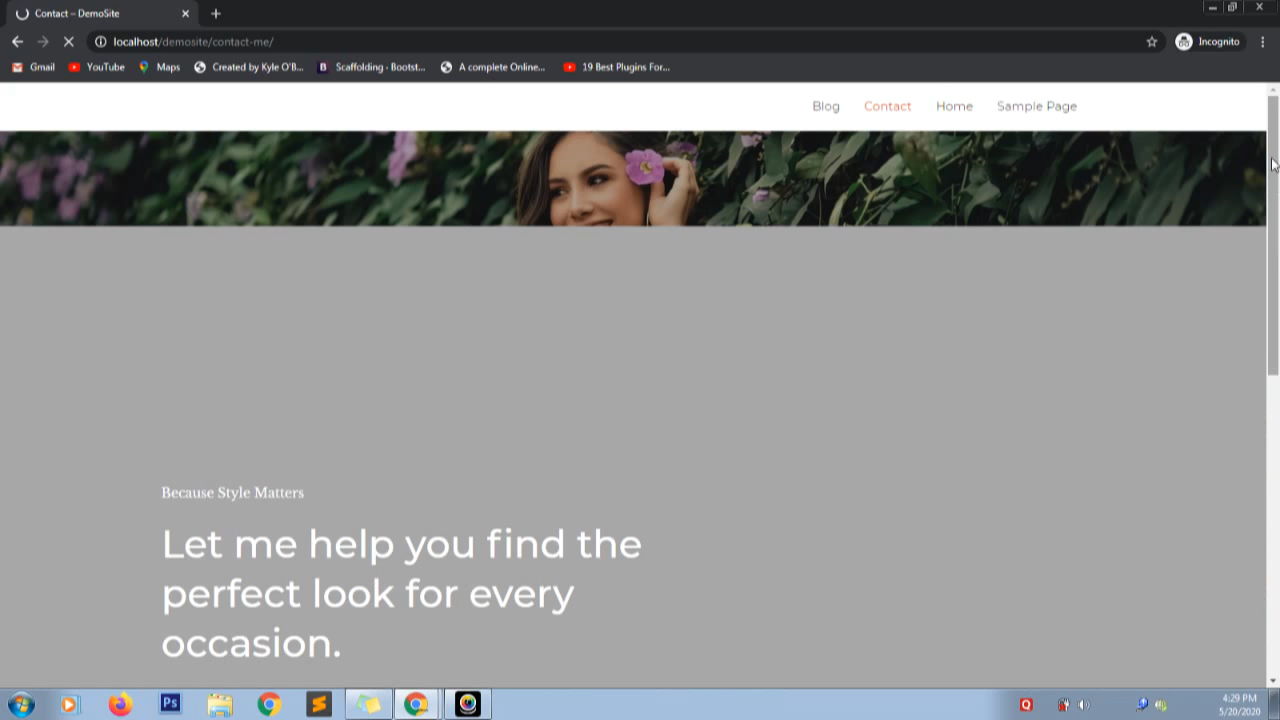 Contact – DemoSite
localhost/demosite/contact-me/
Incognito
Gmail YouTube Maps Created by Kyle O'B... Scaffolding · Bootst... A complete Online... 19 Best Plugins For...
Blog Contact Home Sample Page
Because Style Matters
Let me help you find the
perfect look for every
occasion.
Ps
4:29 PM
5/20/2020